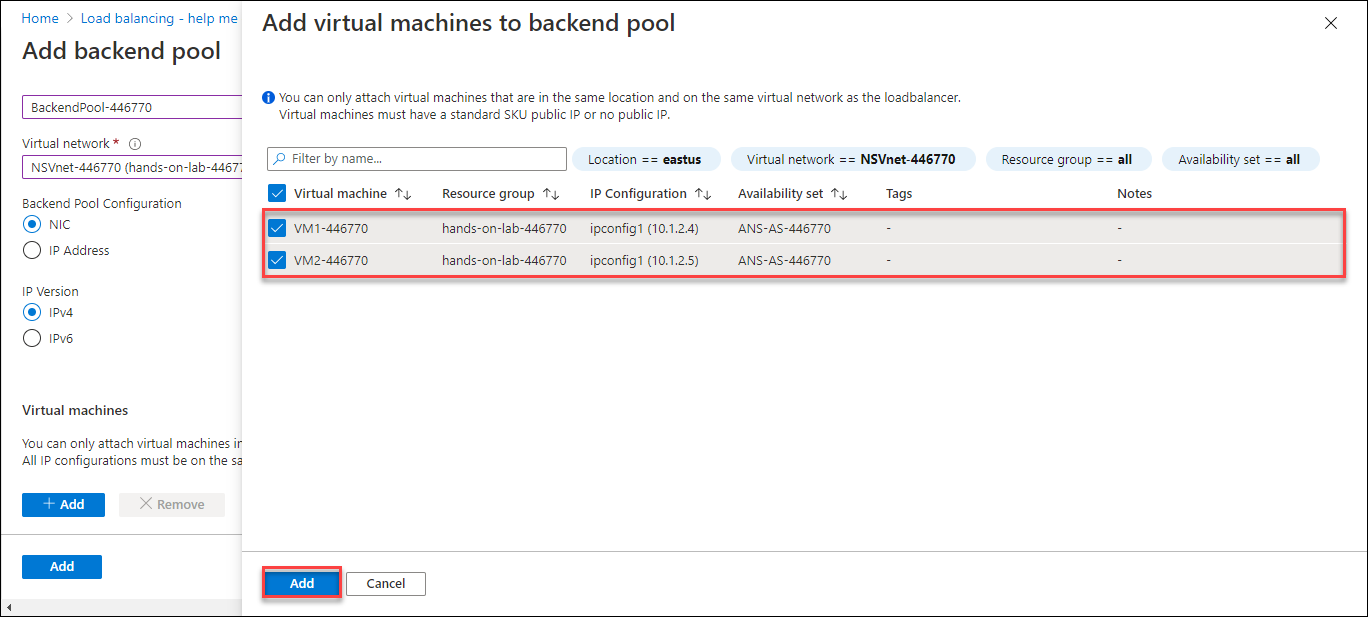 Home > Load balancing - help me
Add backend pool
BackendPool-446770
Virtual network *
NSVnet-446770 (hands-on-lab-44677
Backend Pool Configuration
NIC
IP Address
IP Version
IPv4
IPv6
Virtual machines
You can only attach virtual machines in
All IP configurations must be on the sa
+ Add
Remove
Add
Add virtual machines to backend pool
You can only attach virtual machines that are in the same location and on the same virtual network as the loadbalancer.
Virtual machines must have a standard SKU public IP or no public IP.
Filter by name...
Location == eastus
Virtual network == NSVnet-446770
Resource group == all
Availability set == all
Virtual machine ↑↓ Resource group ↑↓ IP Configuration ↑↓ Availability set ↑↓ Tags Notes
VM1-446770 hands-on-lab-446770 ipconfig1 (10.1.2.4) ANS-AS-446770 - -
VM2-446770 hands-on-lab-446770 ipconfig1 (10.1.2.5) ANS-AS-446770 - -
Add
Cancel